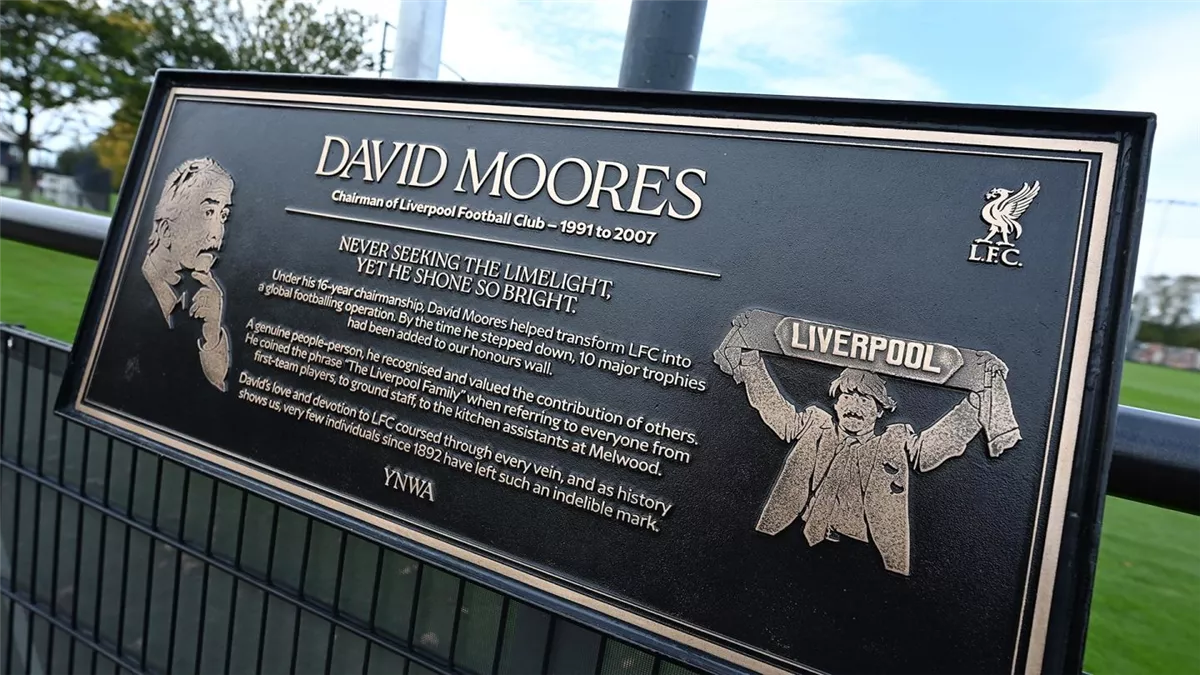 DAVID MOORES
Chairman of Liverpool Football Club – 1991 to 2007
NEVER SEEKING THE LIMELIGHT,
YET HE SHONE SO BRIGHT.
Under his 16-year chairmanship, David Moores helped transform LFC into
a global footballing operation. By the time he stepped down, 10 major trophies
had been added to our honours wall.
A genuine people-person, he recognised and valued the contribution of others.
He coined the phrase “The Liverpool Family” when referring to everyone from
first-team players, to ground staff, to the kitchen assistants at Melwood.
David's love and devotion to LFC coursed through every vein, and as history
shows us, very few individuals since 1892 have left such an indelible mark.
YNWA
L.F.C.
LIVERPOOL